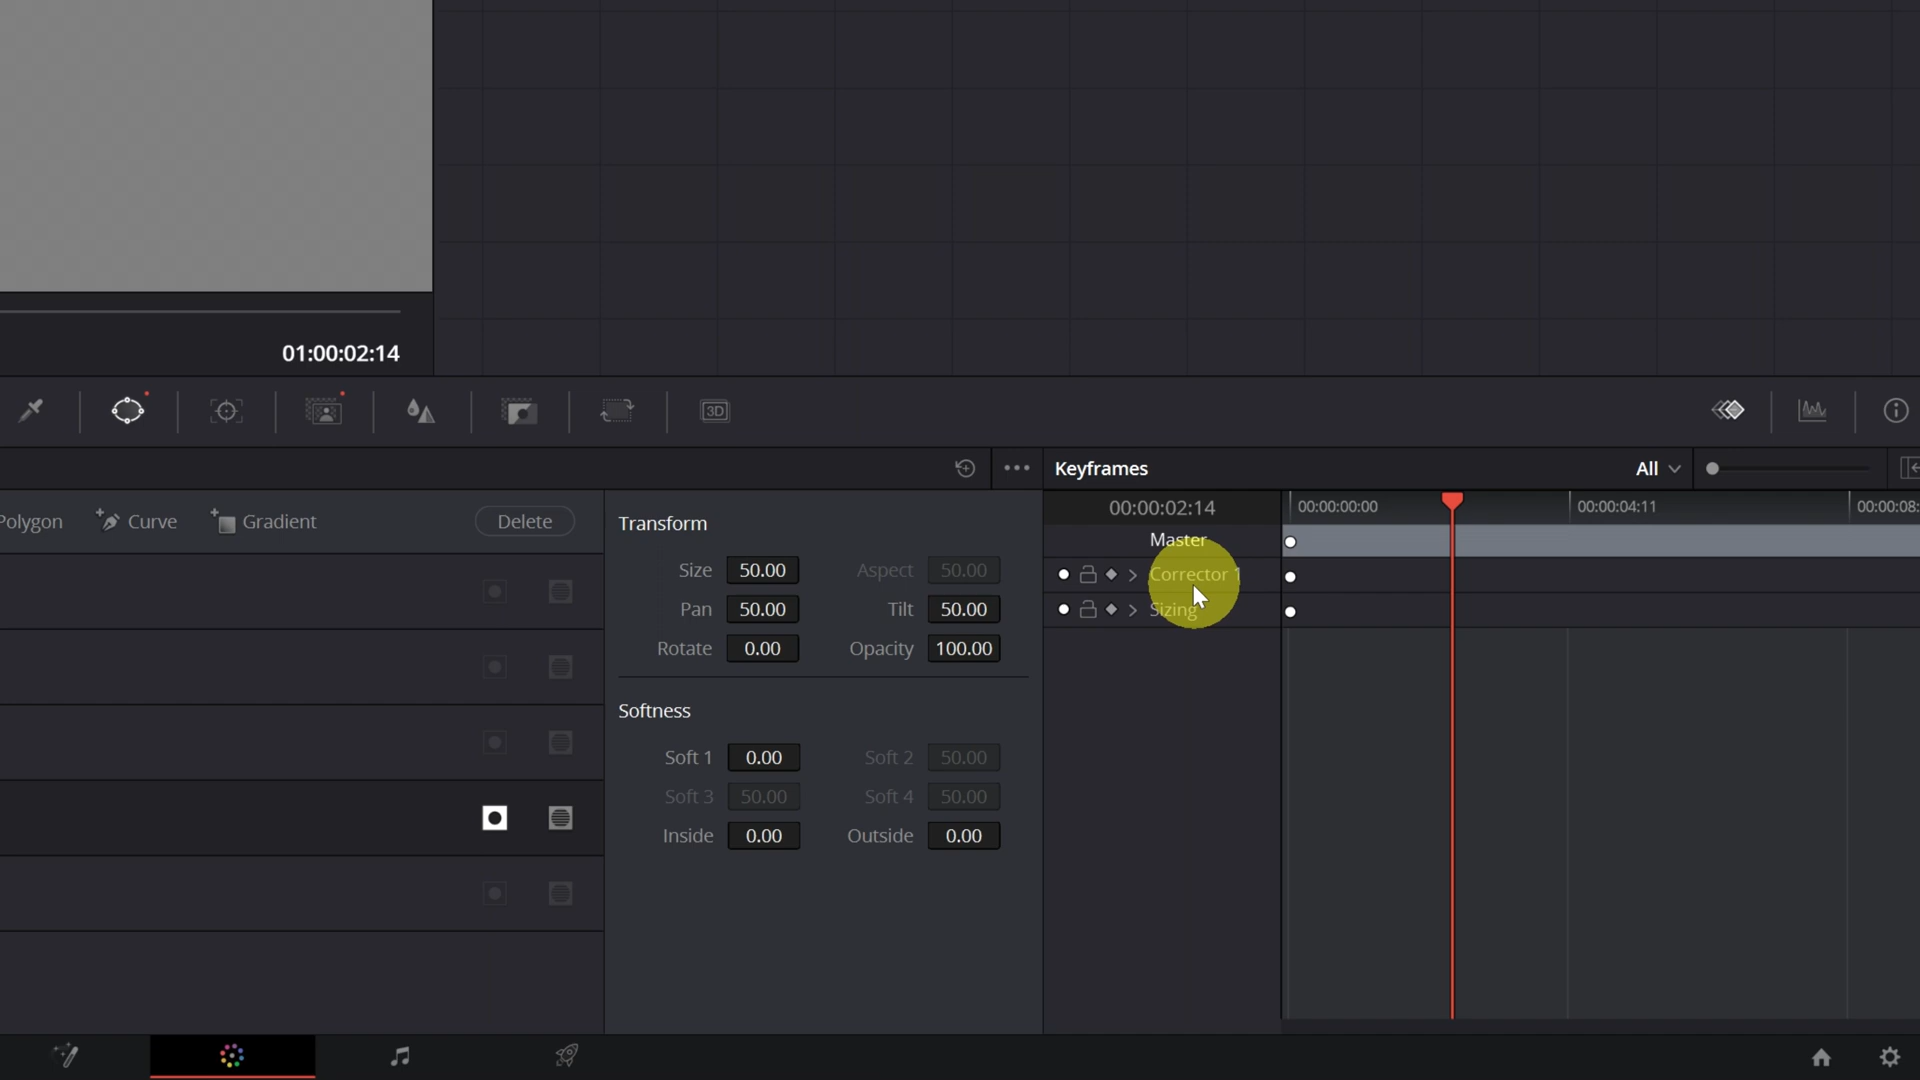 01:00:02:14
3D
Keyframes
All
Polygon
Curve
Gradient
Delete
Transform
Size 50.00 Aspect 50.00
Pan 50.00 Tilt 50.00
Rotate 0.00 Opacity 100.00
Softness
Soft 1 0.00 Soft 2 50.00
Soft 3 50.00 Soft 4 50.00
Inside 0.00 Outside 0.00
00:00:02:14
00:00:00:00
00:00:04:11
00:00:08:
Master
Corrector 1
Sizing